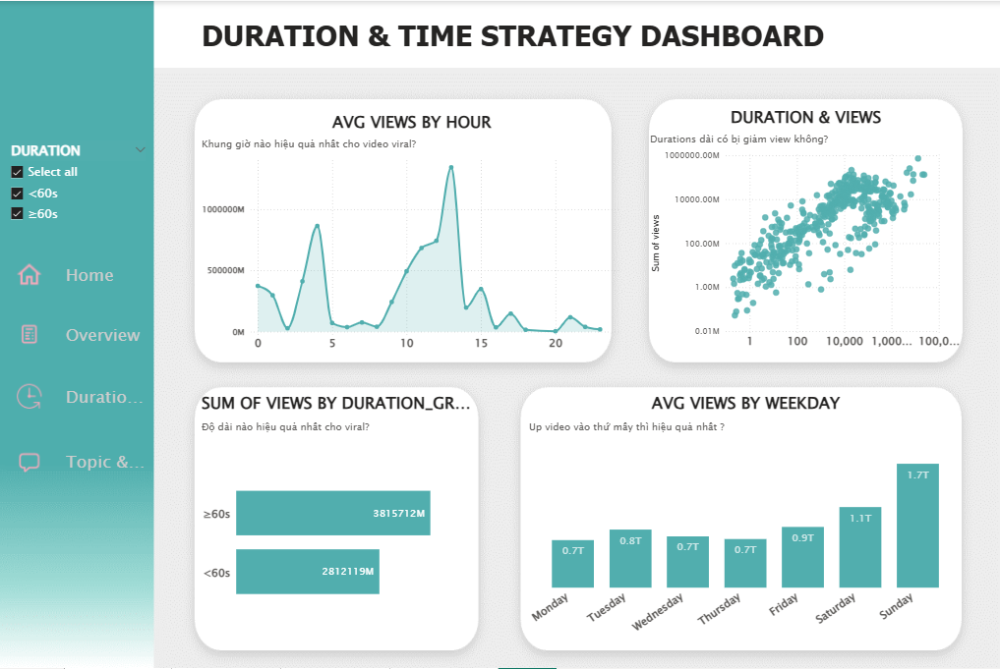 DURATION & TIME STRATEGY DASHBOARD
DURATION
Select all
<60s
≥60s
Home
Overview
Duratio...
Topic &...
AVG VIEWS BY HOUR
Khung giờ nào hiệu quả nhất cho video viral?
1000000M
500000M
0M
0 5 10 15 20
DURATION & VIEWS
Durations dài có bị giảm view không?
Sum of views
1000000.00M
10000.00M
100.00M
1.00M
0.01M
1 100 10,000 1,000... 100,0...
SUM OF VIEWS BY DURATION_GR...
Độ dài nào hiệu quả nhất cho viral?
≥60s 3815712M
<60s 2812119M
AVG VIEWS BY WEEKDAY
Up video vào thứ mấy thì hiệu quả nhất ?
0.7T 0.8T 0.7T 0.7T 0.9T 1.1T 1.7T
Monday Tuesday Wednesday Thursday Friday Saturday Sunday